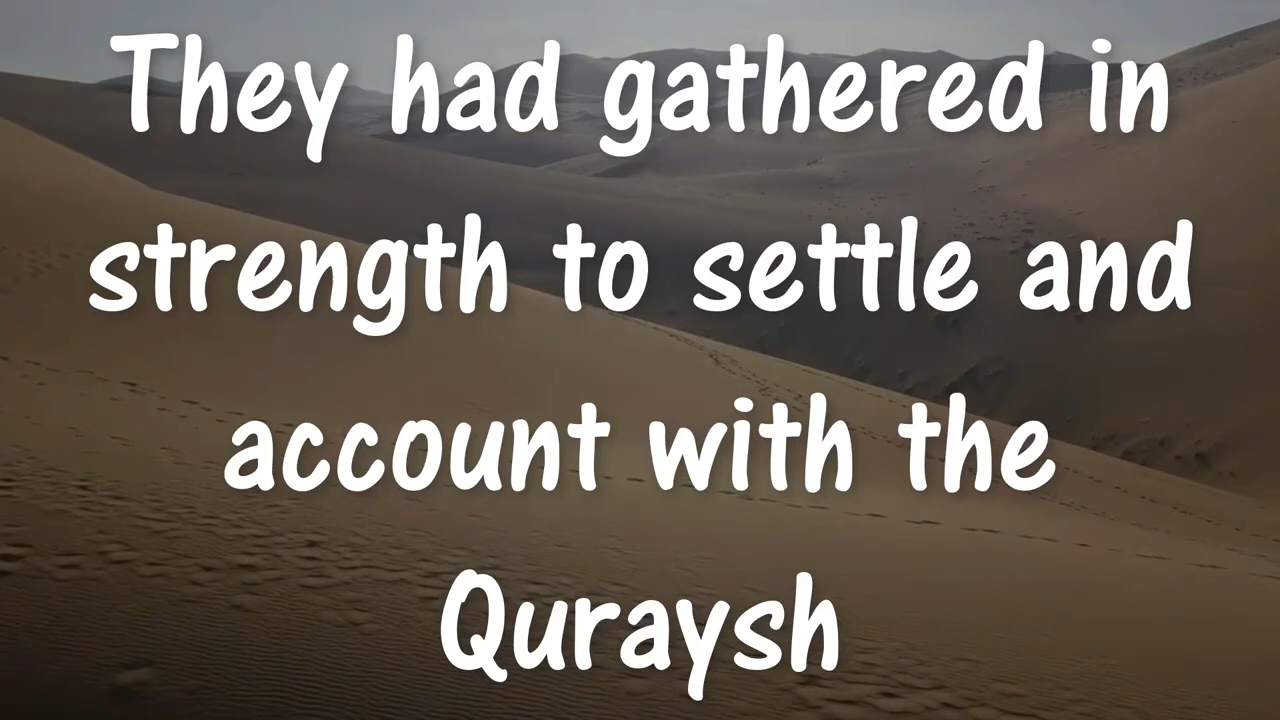 They had gathered in
strength to settle and
account with the
Quraysh